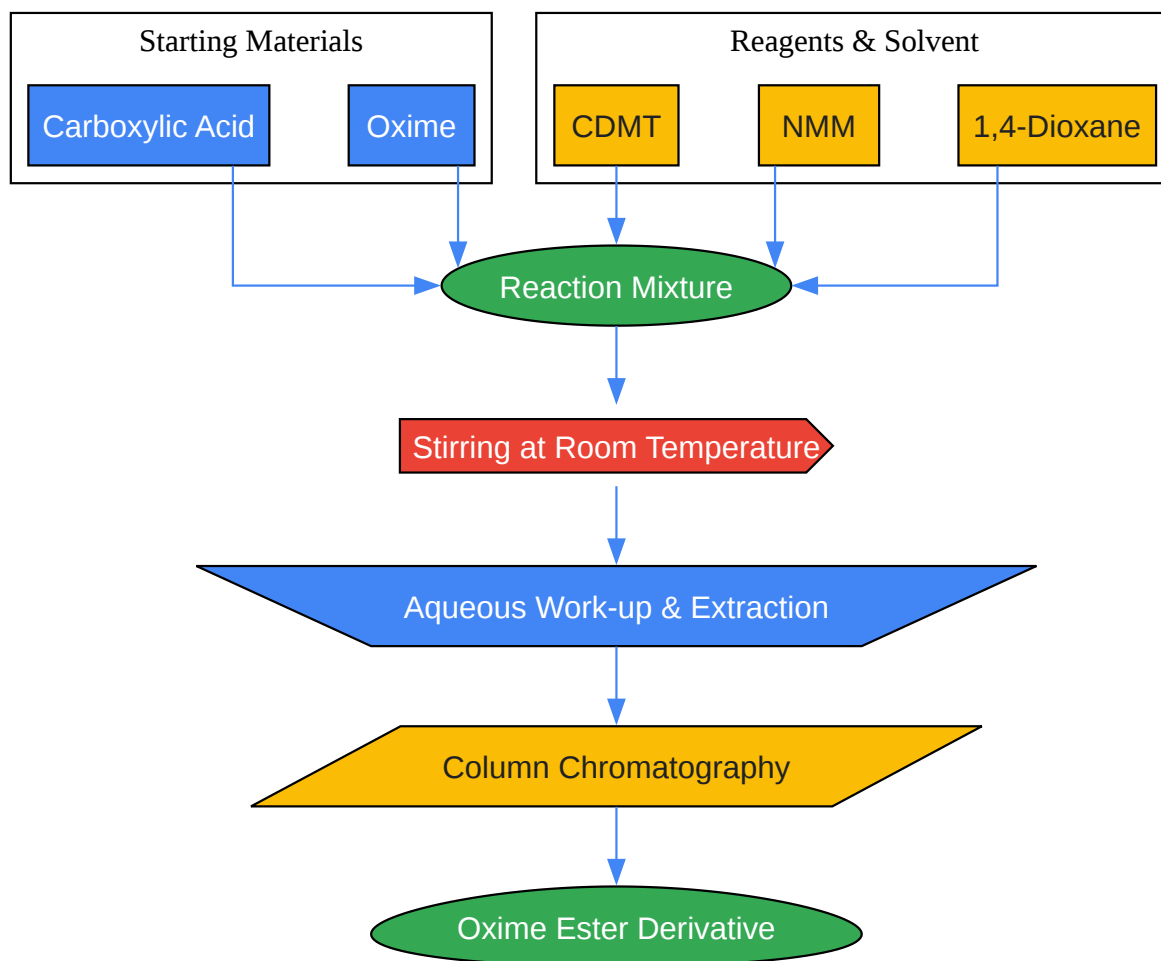 Starting Materials
Reagents & Solvent
Carboxylic Acid
Oxime
CDMT
NMM
1,4-Dioxane
Reaction Mixture
Stirring at Room Temperature
Aqueous Work-up & Extraction
Column Chromatography
Oxime Ester Derivative